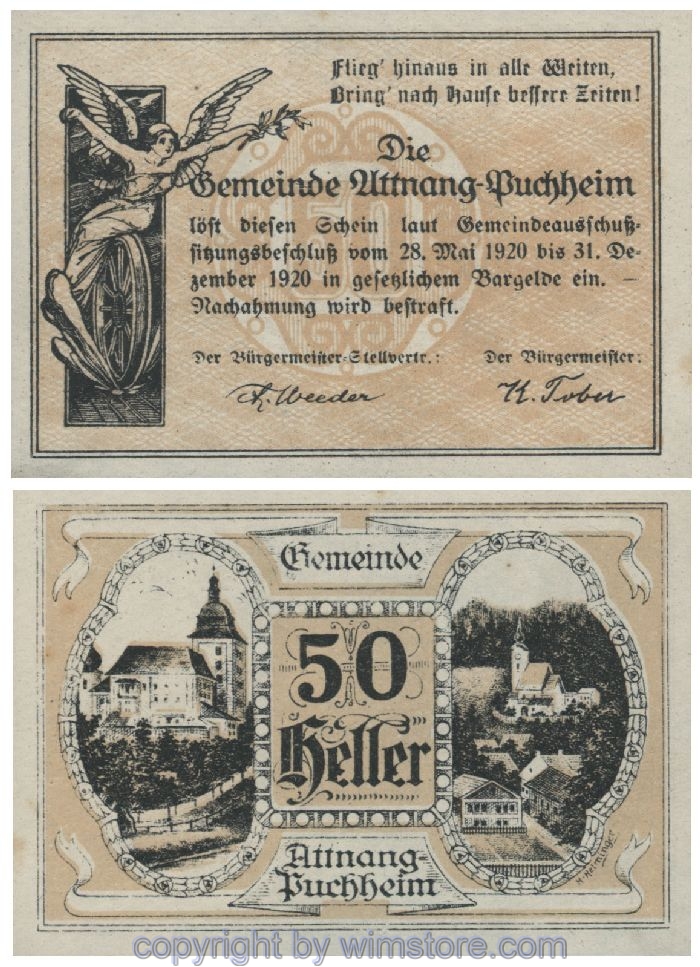 Flieg' hinaus in alle Weiten,
Bring' nach Hause bessere Zeiten!
Die
Gemeinde Attnang-Puchheim
löst diesen Schein laut Gemeindeausschuß-
sitzungsbeschluß vom 28. Mai 1920 bis 31. De-
zember 1920 in gesetzlichem Bargelde ein. —
Nachahmung wird bestraft.
Der Bürgermeister-Stellvertr.: Der Bürgermeister:
Weeder K. Tober
50
Gemeinde
50
Heller
Attnang-
Puchheim
copyright by wimstore.com